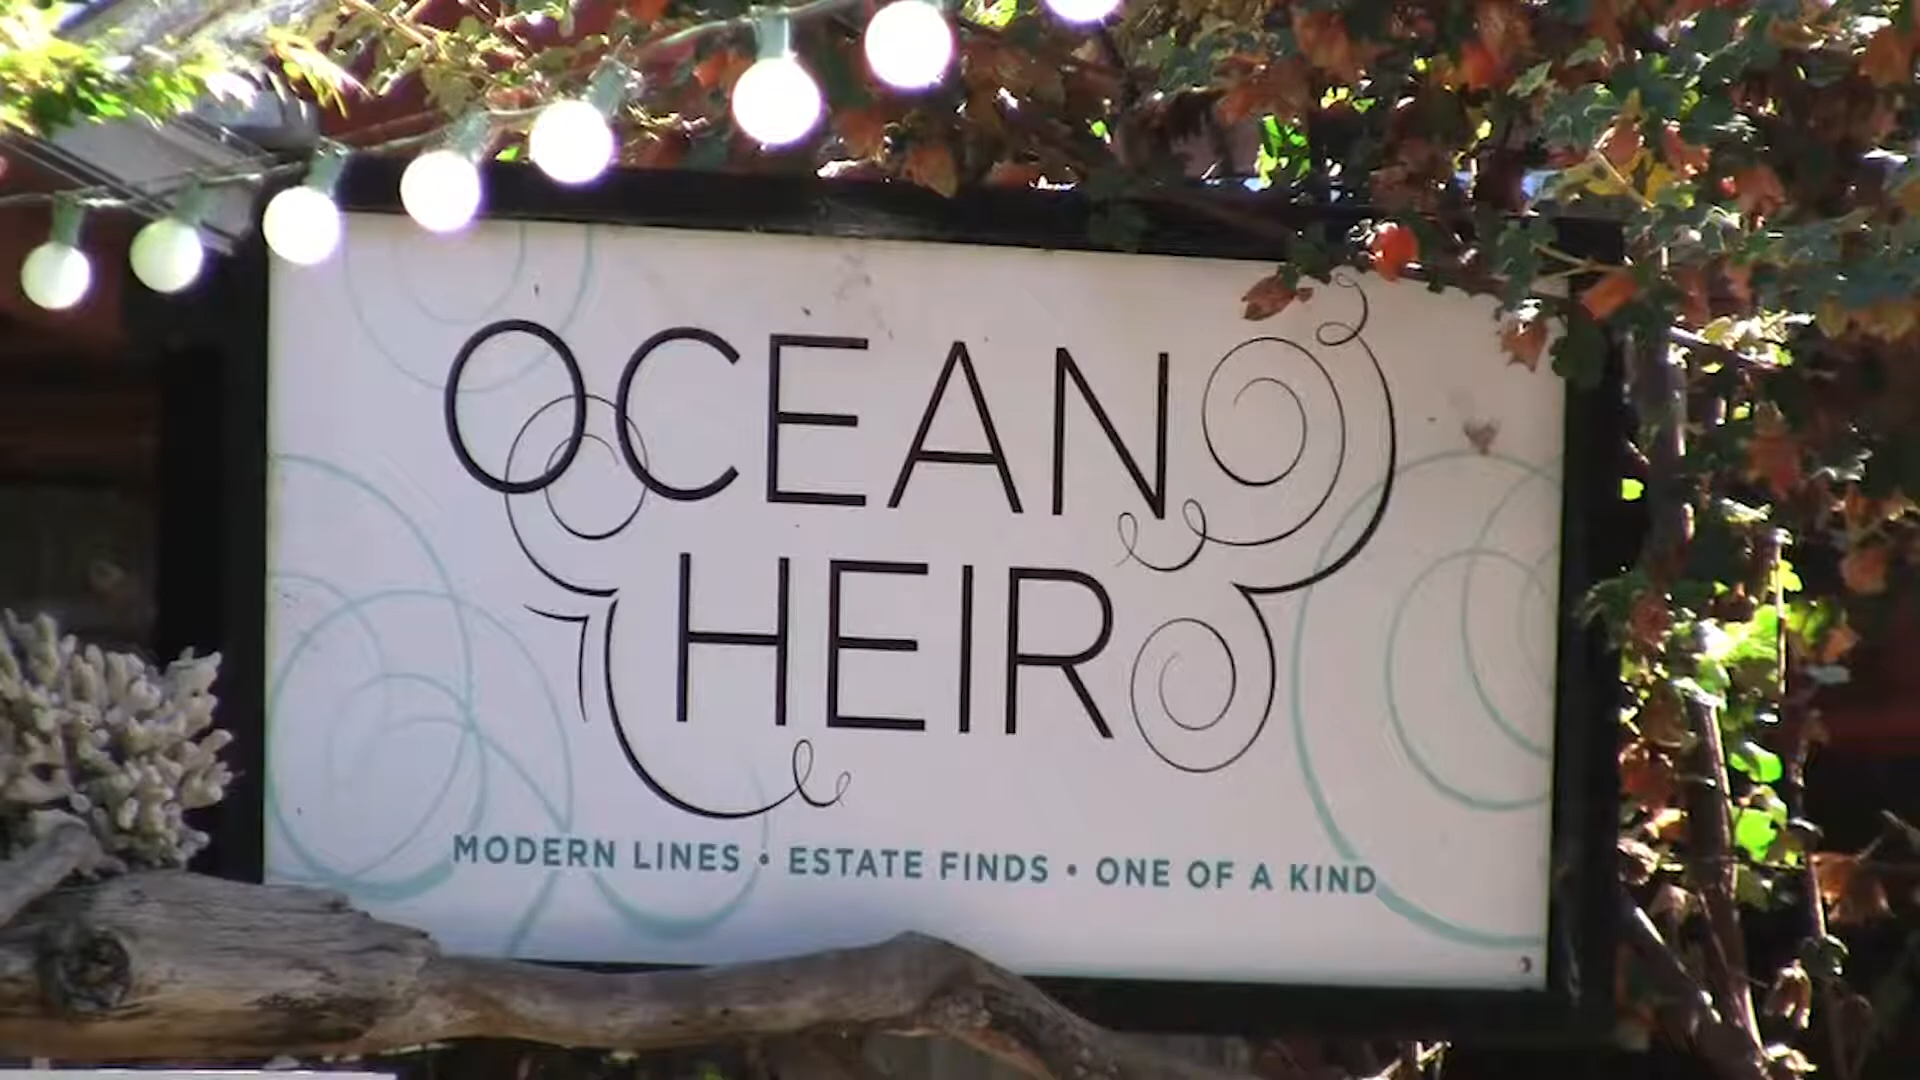 OCEAN
HEIR
MODERN LINES • ESTATE FINDS • ONE OF A KIND